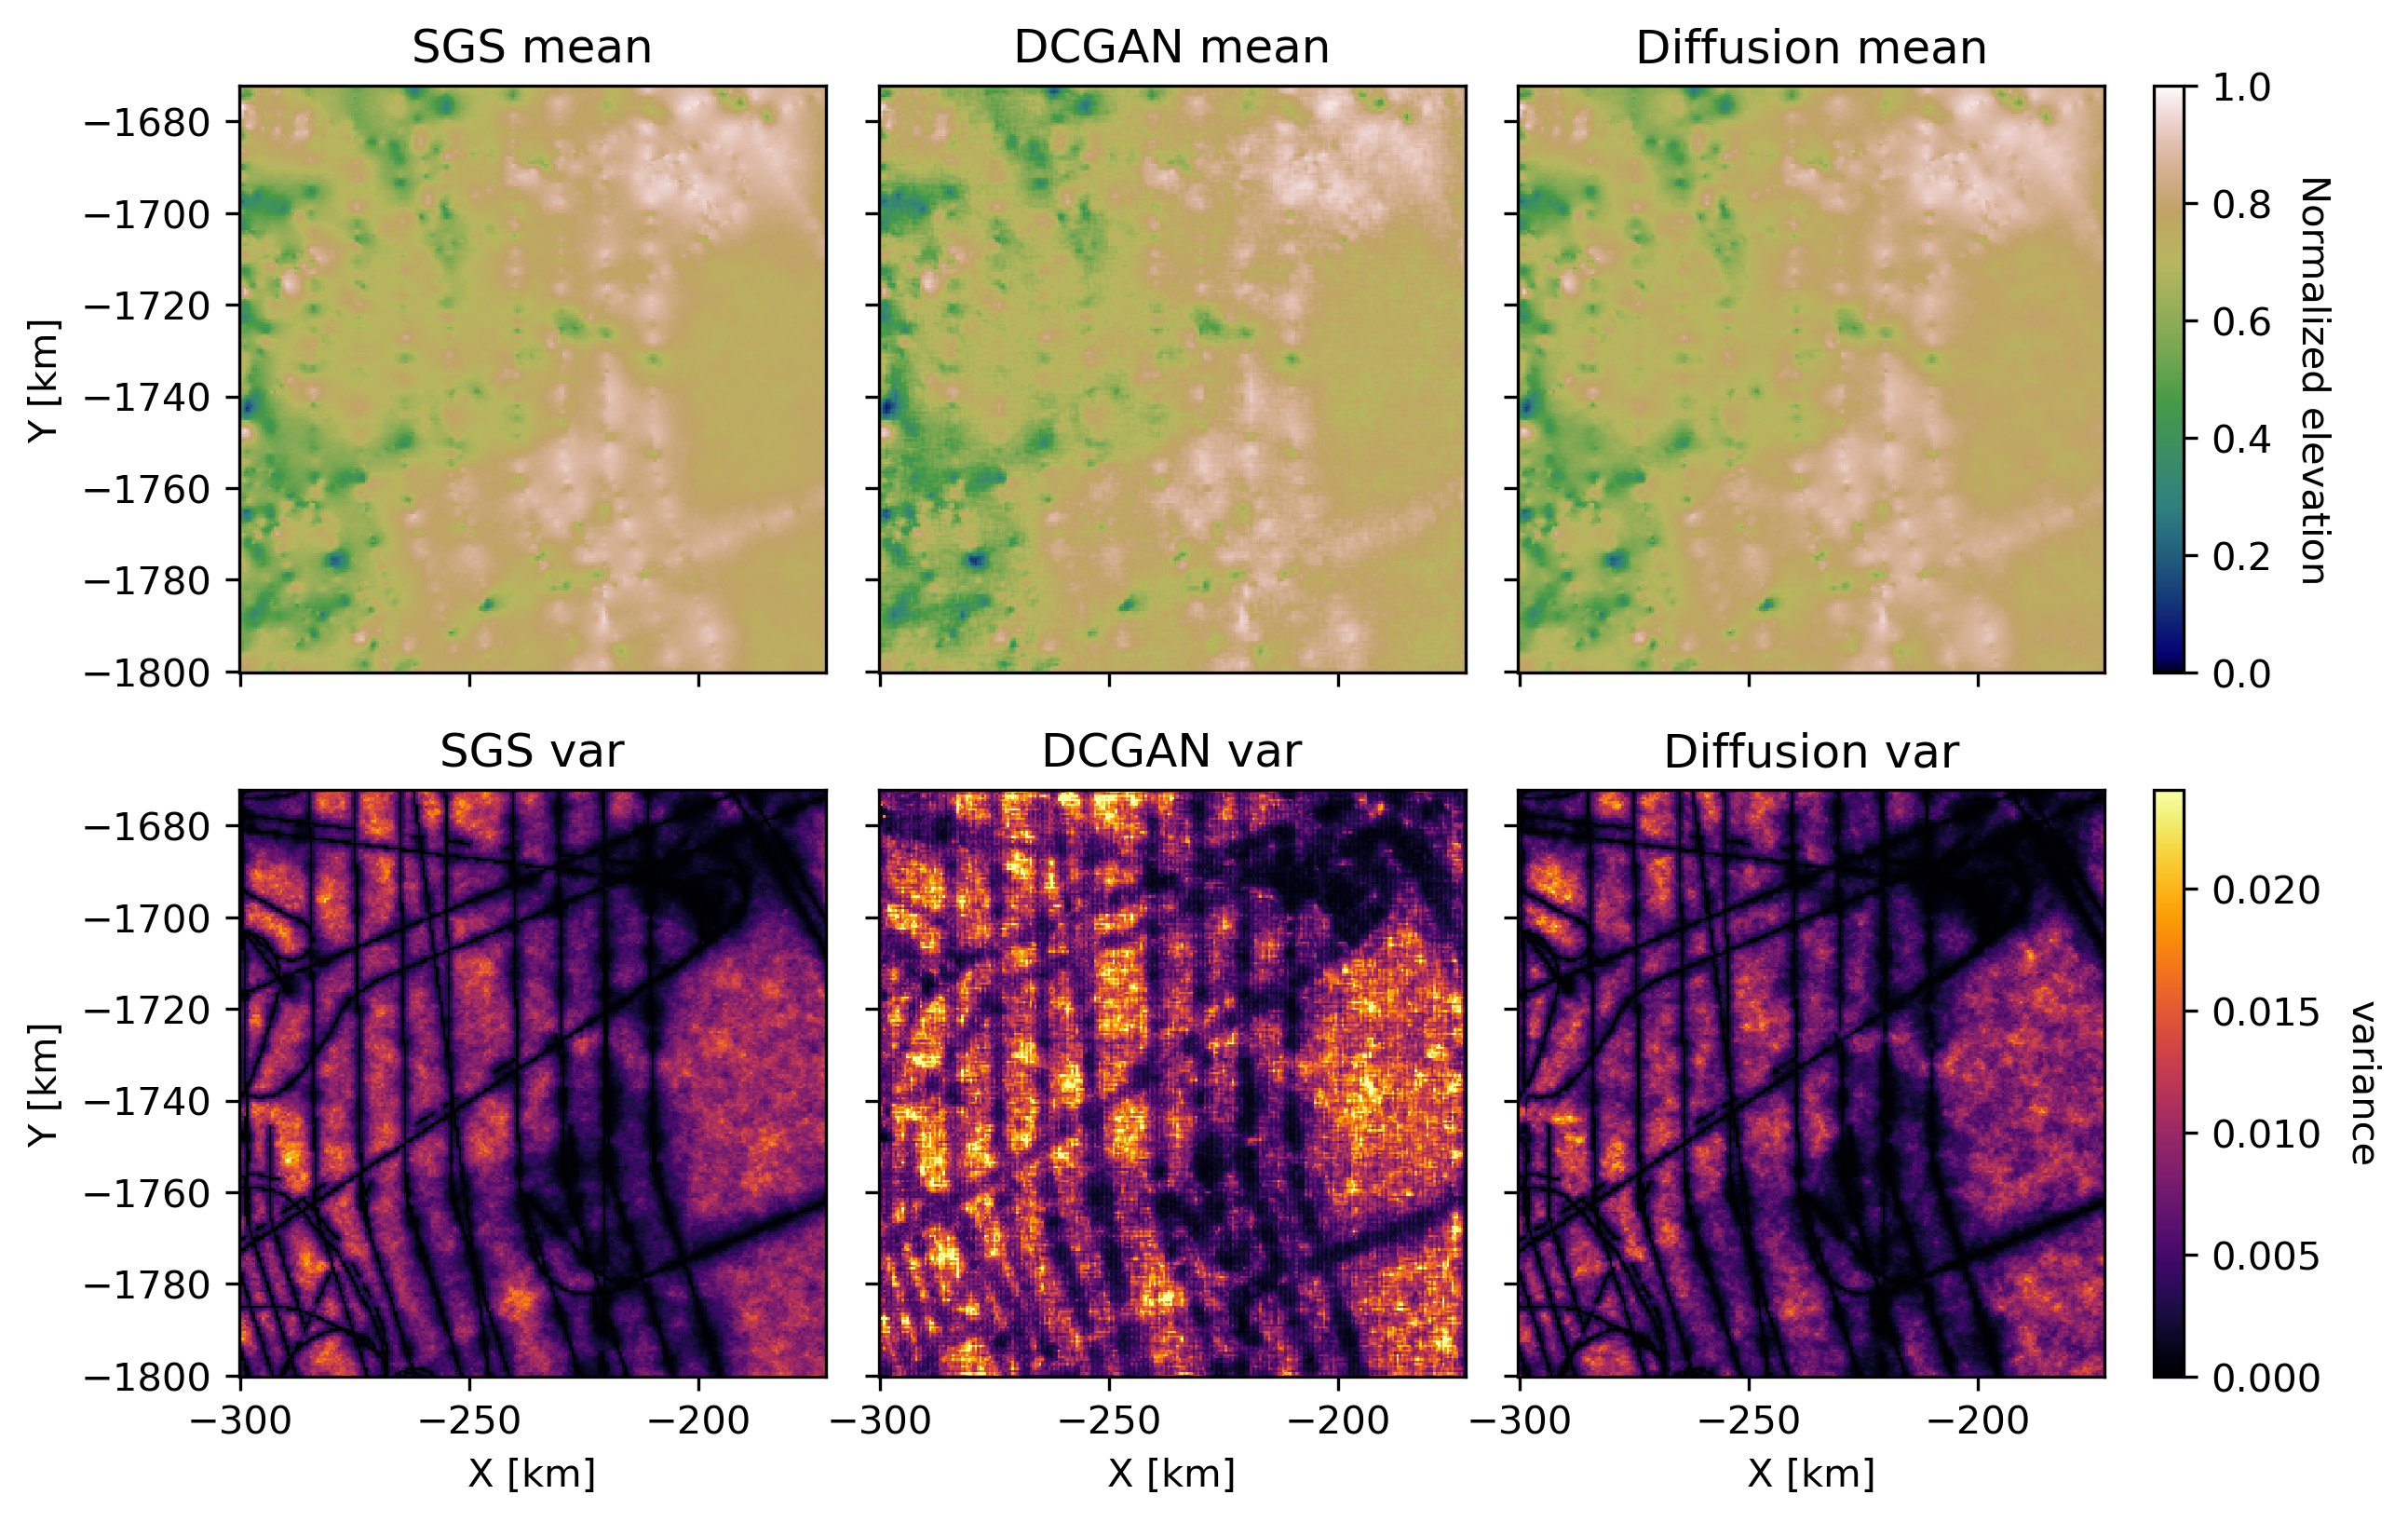 SGS mean
DCGAN mean
Diffusion mean
−1680
−1700
−1720
−1740
−1760
−1780
−1800
Y [km]
1.0
0.8
0.6
0.4
0.2
0.0
Normalized elevation
SGS var
DCGAN var
Diffusion var
−1680
−1700
−1720
−1740
−1760
−1780
−1800
Y [km]
0.020
0.015
0.010
0.005
0.000
variance
−300 −250 −200
−300 −250 −200
−300 −250 −200
X [km]
X [km]
X [km]